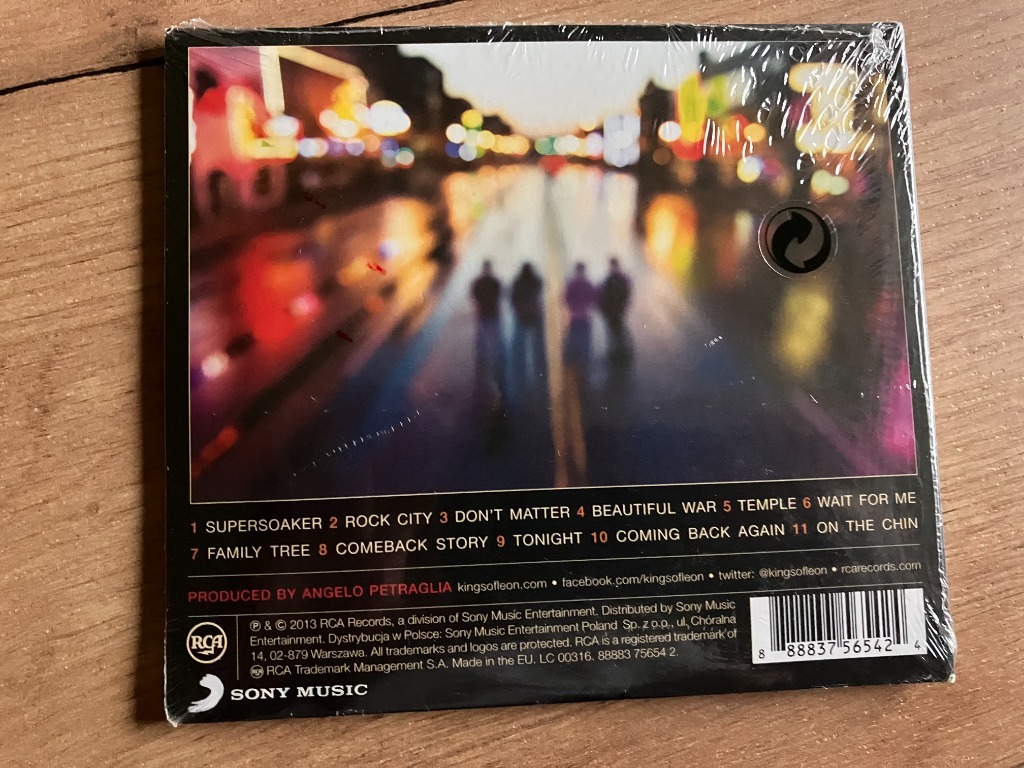 1 SUPERSOAKER 2 ROCK CITY 3 DON'T MATTER 4 BEAUTIFUL WAR 5 TEMPLE 6 WAIT FOR ME
7 FAMILY TREE 8 COMEBACK STORY 9 TONIGHT 10 COMING BACK AGAIN 11 ON THE CHIN
PRODUCED BY ANGELO PETRAGLIA kingsofleon.com • facebook.com/kingsofleon • twitter: @kingsofleon • rcarecords.com
RCA
℗ & © 2013 RCA Records, a division of Sony Music Entertainment. Distributed by Sony Music
Entertainment. Dystrybucja w Polsce: Sony Music Entertainment Poland Sp. z o.o., ul. Chóralna
14, 02-879 Warszawa. All trademarks and logos are protected. RCA is a registered trademark of
RCA Trademark Management S.A. Made in the EU. LC 00316. 88883 75654 2.
SONY MUSIC
8 88837 56542 4